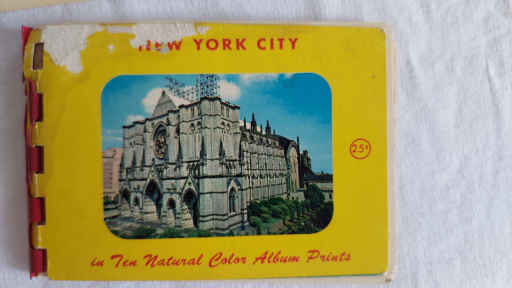 NEW YORK CITY
25¢
in Ten Natural Color Album Prints